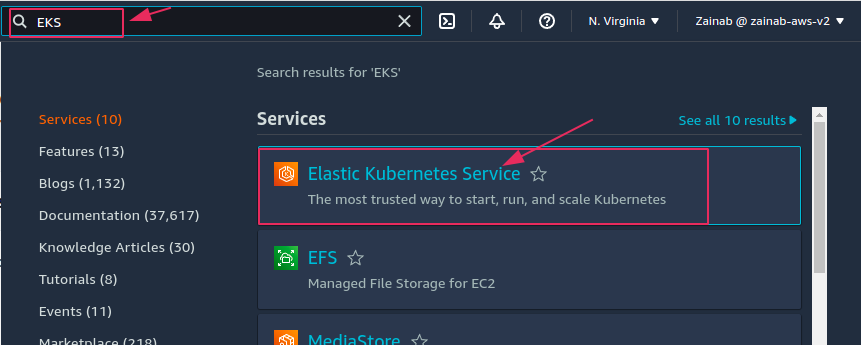 EKS
N. Virginia
Zainab @ zainab-aws-v2
Search results for 'EKS'
Services (10)
Features (13)
Blogs (1,132)
Documentation (37,617)
Knowledge Articles (30)
Tutorials (8)
Events (11)
Marketplace (218)
Services
See all 10 results
Elastic Kubernetes Service
The most trusted way to start, run, and scale Kubernetes
EFS
Managed File Storage for EC2
MediaStore